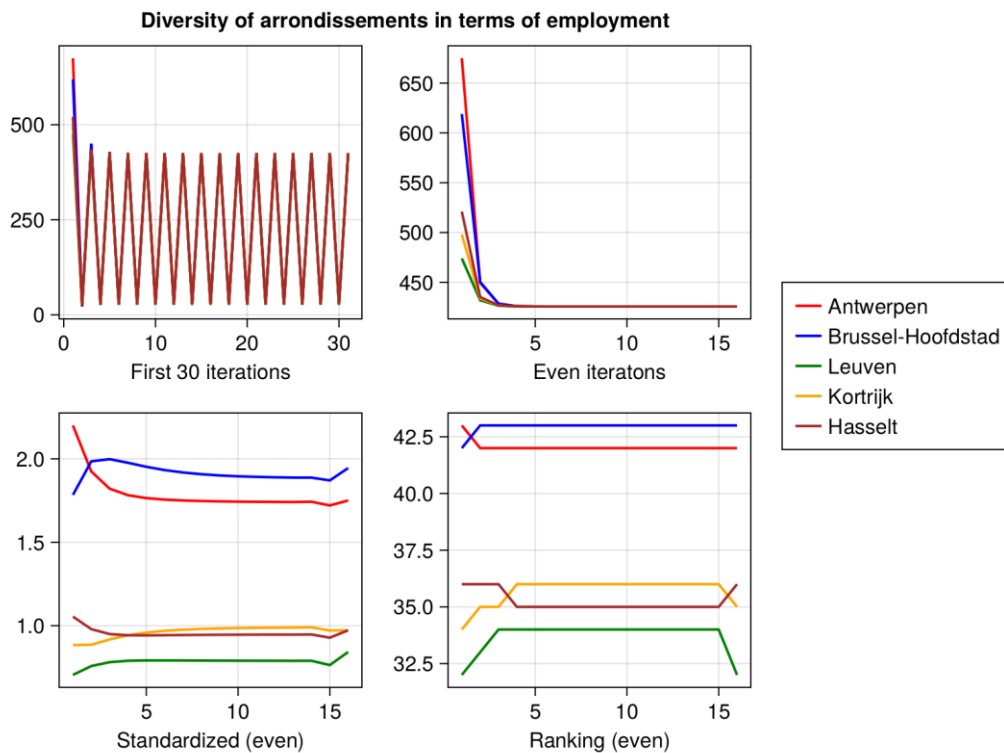 Diversity of arrondissements in terms of employment
500
250
0
0 10 20 30
First 30 iterations
650
600
550
500
450
5 10 15
Even iteratons
Antwerpen
Brussel-Hoofdstad
Leuven
Kortrijk
Hasselt
2.0
1.5
1.0
5 10 15
Standardized (even)
42.5
40.0
37.5
35.0
32.5
5 10 15
Ranking (even)